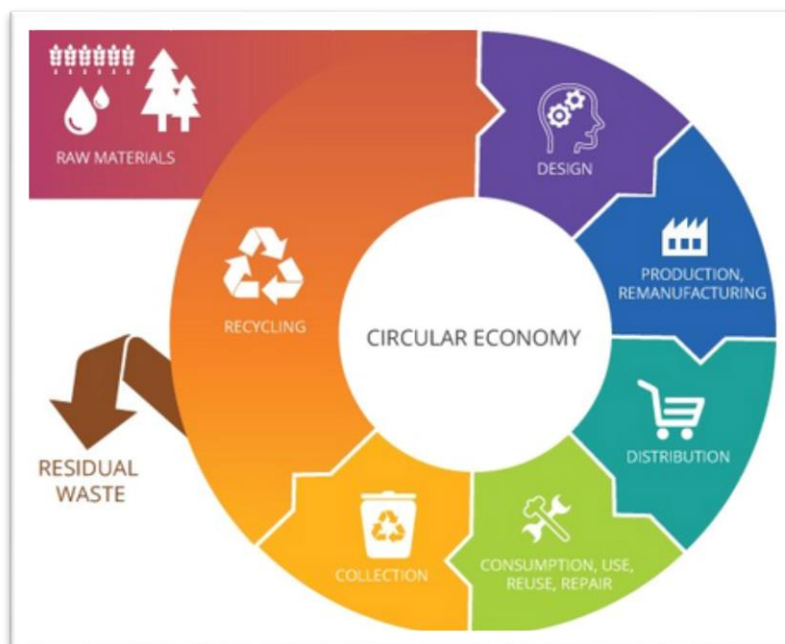 RAW MATERIALS
DESIGN
PRODUCTION,
REMANUFACTURING
RECYCLING
CIRCULAR ECONOMY
DISTRIBUTION
RESIDUAL
WASTE
CONSUMPTION, USE,
REUSE, REPAIR
COLLECTION